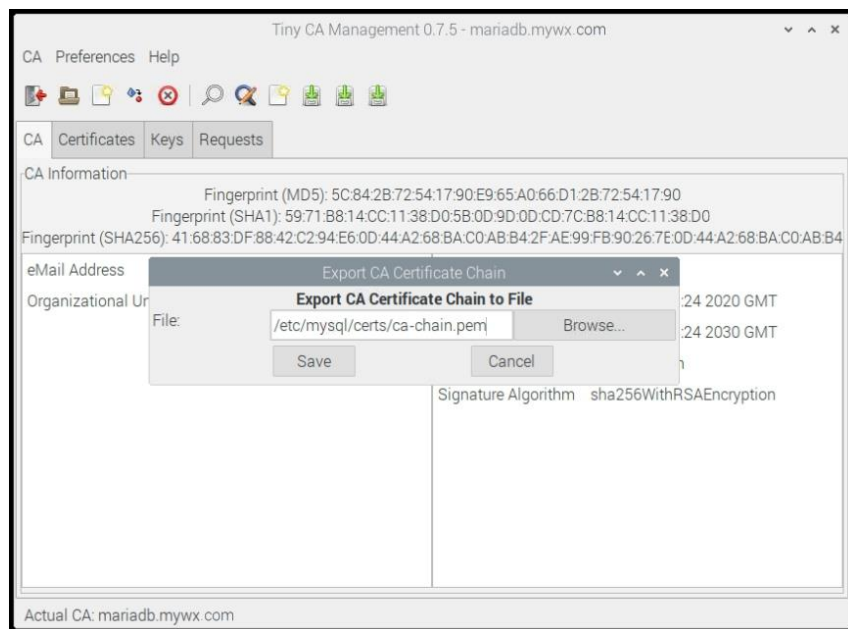 Tiny CA Management 0.7.5 - mariadb.mywx.com
CA Preferences Help
CA Certificates Keys Requests
CA Information
Fingerprint (MD5): 5C:84:2B:72:54:17:90:E9:65:A0:66:D1:2B:72:54:17:90
Fingerprint (SHA1): 59:71:B8:14:CC:11:38:D0:5B:0D:9D:0D:CD:7C:B8:14:CC:11:38:D0
Fingerprint (SHA256): 41:68:83:DF:88:42:C2:94:E6:0D:44:A2:68:BA:C0:AB:B4:2F:AE:99:FB:90:26:7E:0D:44:A2:68:BA:C0:AB:B4
eMail Address
Export CA Certificate Chain
Organizational Un
Export CA Certificate Chain to File
:24 2020 GMT
File:
/etc/mysql/certs/ca-chain.pem
Browse...
:24 2030 GMT
Save
Cancel
Signature Algorithm sha256WithRSAEncryption
Actual CA: mariadb.mywx.com